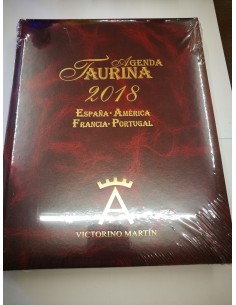 AGENDA
TAURINA
2018
ESPAÑA · AMÉRICA
FRANCIA · PORTUGAL
A
VICTORINO MARTÍN